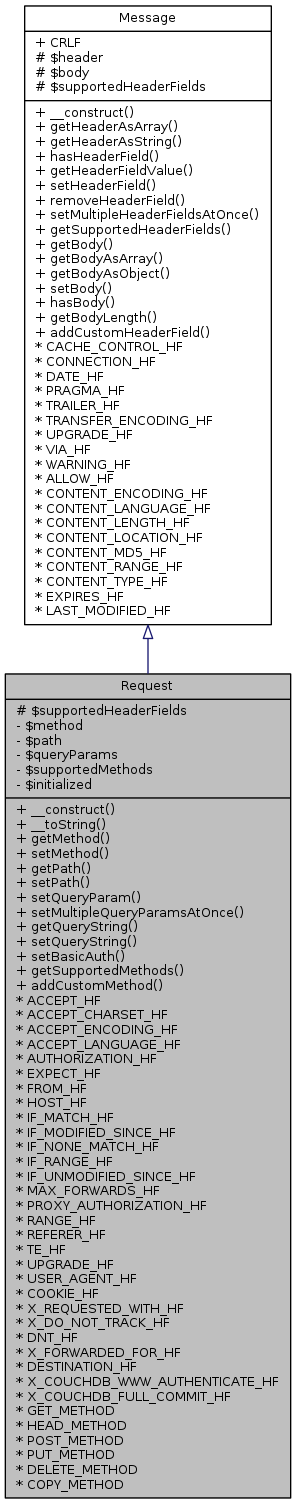 Message
+ CRLF
# $header
# $body
# $supportedHeaderFields
+ __construct()
+ getHeaderAsArray()
+ getHeaderAsString()
+ hasHeaderField()
+ getHeaderFieldValue()
+ setHeaderField()
+ removeHeaderField()
+ setMultipleHeaderFieldsAtOnce()
+ getSupportedHeaderFields()
+ getBody()
+ getBodyAsArray()
+ getBodyAsObject()
+ setBody()
+ hasBody()
+ getBodyLength()
+ addCustomHeaderField()
* CACHE_CONTROL_HF
* CONNECTION_HF
* DATE_HF
* PRAGMA_HF
* TRAILER_HF
* TRANSFER_ENCODING_HF
* UPGRADE_HF
* VIA_HF
* WARNING_HF
* ALLOW_HF
* CONTENT_ENCODING_HF
* CONTENT_LANGUAGE_HF
* CONTENT_LENGTH_HF
* CONTENT_LOCATION_HF
* CONTENT_MD5_HF
* CONTENT_RANGE_HF
* CONTENT_TYPE_HF
* EXPIRES_HF
* LAST_MODIFIED_HF
Request
# $supportedHeaderFields
- $method
- $path
- $queryParams
- $supportedMethods
- $initialized
+ __construct()
+ __toString()
+ getMethod()
+ setMethod()
+ getPath()
+ setPath()
+ setQueryParam()
+ setMultipleQueryParamsAtOnce()
+ getQueryString()
+ setQueryString()
+ setBasicAuth()
+ getSupportedMethods()
+ addCustomMethod()
* ACCEPT_HF
* ACCEPT_CHARSET_HF
* ACCEPT_ENCODING_HF
* ACCEPT_LANGUAGE_HF
* AUTHORIZATION_HF
* EXPECT_HF
* FROM_HF
* HOST_HF
* IF_MATCH_HF
* IF_MODIFIED_SINCE_HF
* IF_NONE_MATCH_HF
* IF_RANGE_HF
* IF_UNMODIFIED_SINCE_HF
* MAX_FORWARDS_HF
* PROXY_AUTHORIZATION_HF
* RANGE_HF
* REFERER_HF
* TE_HF
* UPGRADE_HF
* USER_AGENT_HF
* COOKIE_HF
* X_REQUESTED_WITH_HF
* X_DO_NOT_TRACK_HF
* DNT_HF
* X_FORWARDED_FOR_HF
* DESTINATION_HF
* X_COUCHDB_WWW_AUTHENTICATE_HF
* X_COUCHDB_FULL_COMMIT_HF
* GET_METHOD
* HEAD_METHOD
* POST_METHOD
* PUT_METHOD
* DELETE_METHOD
* COPY_METHOD